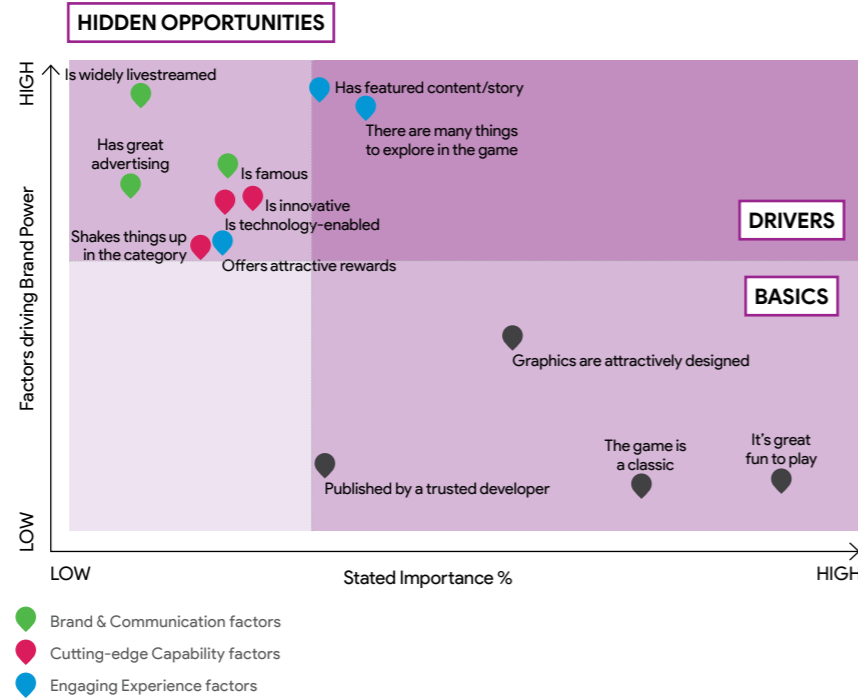 HIDDEN OPPORTUNITIES
HIGH
Is widely livestreamed
Has featured content/story
There are many things
to explore in the game
Has great
advertising
Is famous
Is innovative
Is technology-enabled
Shakes things up
in the category
Offers attractive rewards
DRIVERS
BASICS
Factors driving Brand Power
Graphics are attractively designed
The game is
a classic
It's great
fun to play
Published by a trusted developer
LOW
LOW
Stated Importance %
HIGH
Brand & Communication factors
Cutting-edge Capability factors
Engaging Experience factors